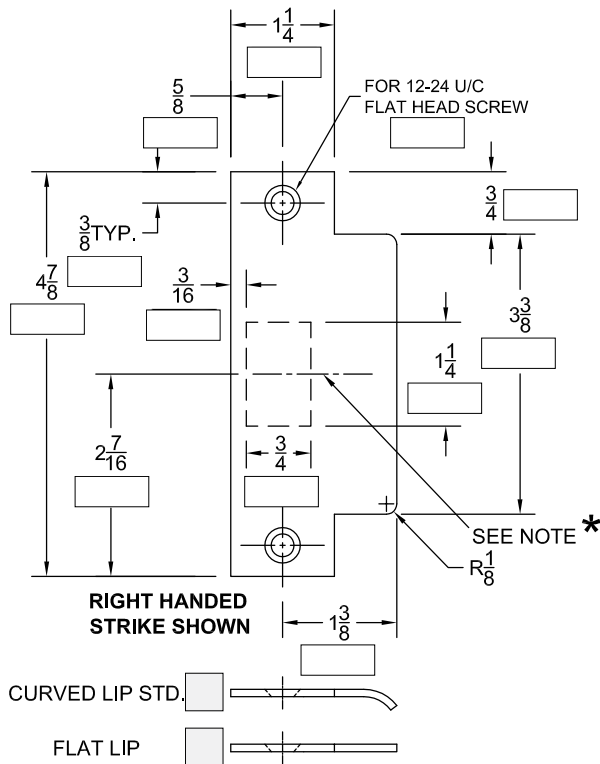 1 1/4
5/8
FOR 12-24 U/C
FLAT HEAD SCREW
3/4
3/8 TYP.
4 7/8
3/16
3 3/8
1 1/4
2 7/16
3/4
SEE NOTE *
R 1/8
RIGHT HANDED
STRIKE SHOWN
1 3/8
CURVED LIP STD.
FLAT LIP